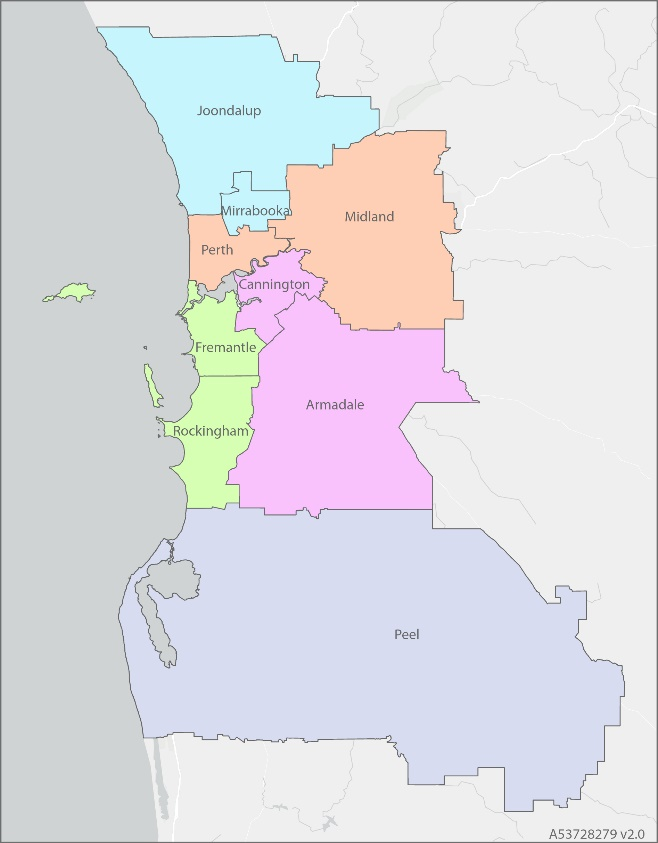 Joondalup
Mirrabooka
Midland
Perth
Cannington
Fremantle
Armadale
Rockingham
Peel
A53728279 v2.0